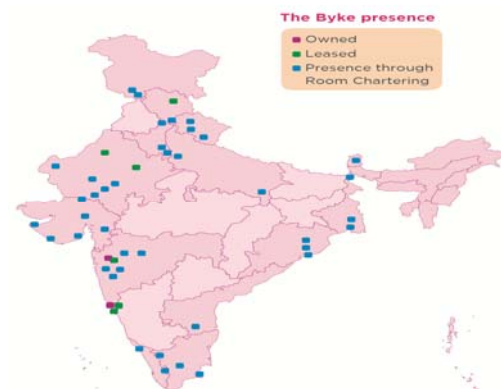 The Byke presence
Owned
Leased
Presence through
Room Chartering